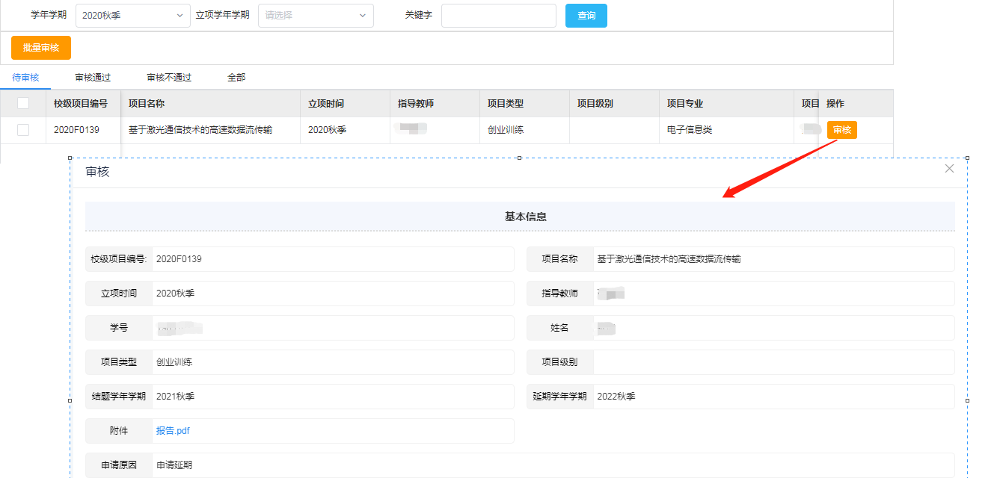 学年学期 2020秋季 立项学年学期 请选择 关键字 查询
批量审核
待审核 审核通过 审核不通过 全部
校级项目编号 项目名称 立项时间 指导教师 项目类型 项目级别 项目专业 项目 操作
2020F0139 基于激光通信技术的高速数据流传输 2020秋季 创业训练 电子信息类 审核
审核
基本信息
校级项目编号: 2020F0139 项目名称 基于激光通信技术的高速数据流传输
立项时间 2020秋季 指导教师
学号 姓名
项目类型 创业训练 项目级别
结题学年学期 2021秋季 延期学年学期 2022秋季
附件 报告.pdf
申请原因 申请延期